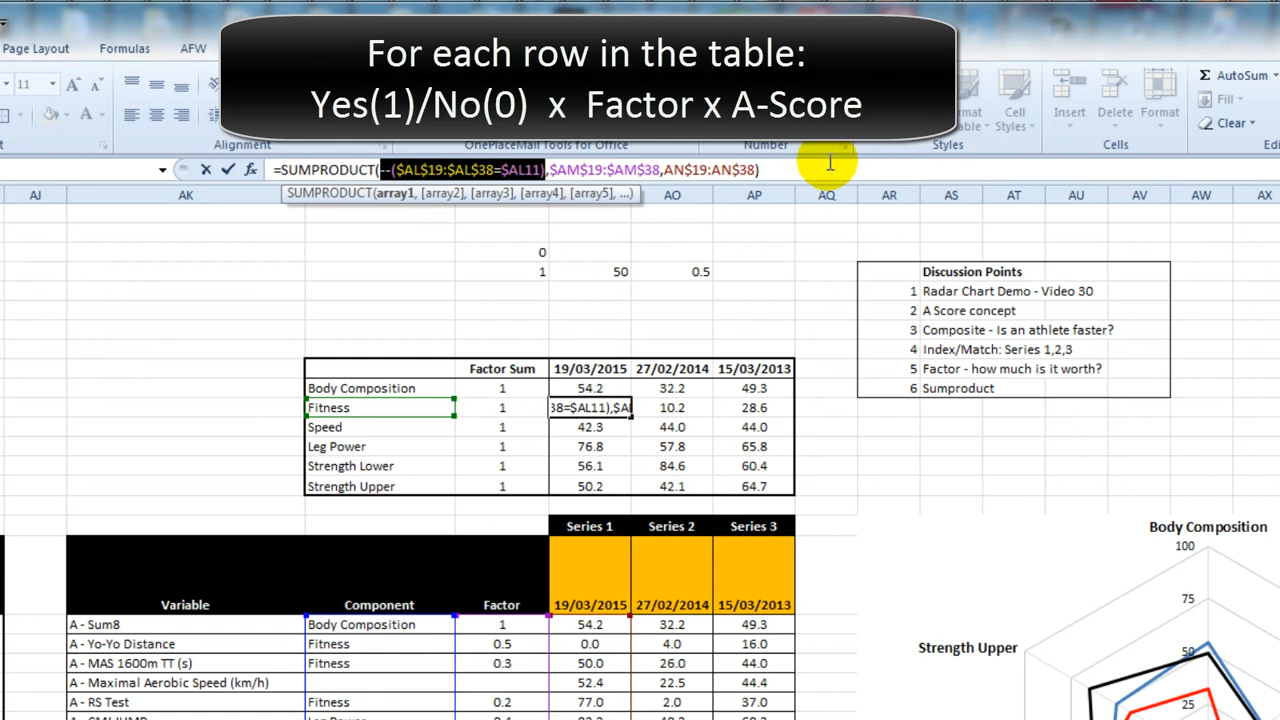 For each row in the table:
Yes(1)/No(0) x Factor x A-Score
Page Layout Formulas AFW
11 A A
Insert Delete Format
AutoSum
Fill
Clear
Styles
Alignment OnePlaceMail Tools For Excel Number Styles Cells
=SUMPRODUCT(--($AL$19:$AL$38=$AL11),$AM$19:$AM$38,AN$19:AN$38)
SUMPRODUCT(array1, [array2], [array3], [array4], [array5], ...)
AJ AK AO AP AQ AR AS AT AU AV AW AX
0
1 50 0.5
Discussion Points
1 Radar Chart Demo - Video 30
2 A Score concept
3 Composite - Is an athlete faster?
4 Index/Match: Series 1,2,3
5 Factor - how much is it worth?
6 Sumproduct
Factor Sum 19/03/2015 27/02/2014 15/03/2013
Body Composition 1 54.2 32.2 49.3
Fitness 1 38=$AL11),$AI 10.2 28.6
Speed 1 42.3 44.0 44.0
Leg Power 1 76.8 57.8 65.8
Strength Lower 1 56.1 84.6 60.4
Strength Upper 1 50.2 42.1 64.7
Series 1 Series 2 Series 3
Variable Component Factor 19/03/2015 27/02/2014 15/03/2013
A - Sum8 Body Composition 1 54.2 32.2 49.3
A - Yo-Yo Distance Fitness 0.5 0.0 4.0 16.0
A - MAS 1600m TT (s) Fitness 0.3 50.0 26.0 44.0
A - Maximal Aerobic Speed (km/h) 52.4 22.5 44.4
A - RS Test Fitness 0.2 77.0 2.0 37.0
Body Composition
100
75
50
25
Strength Upper